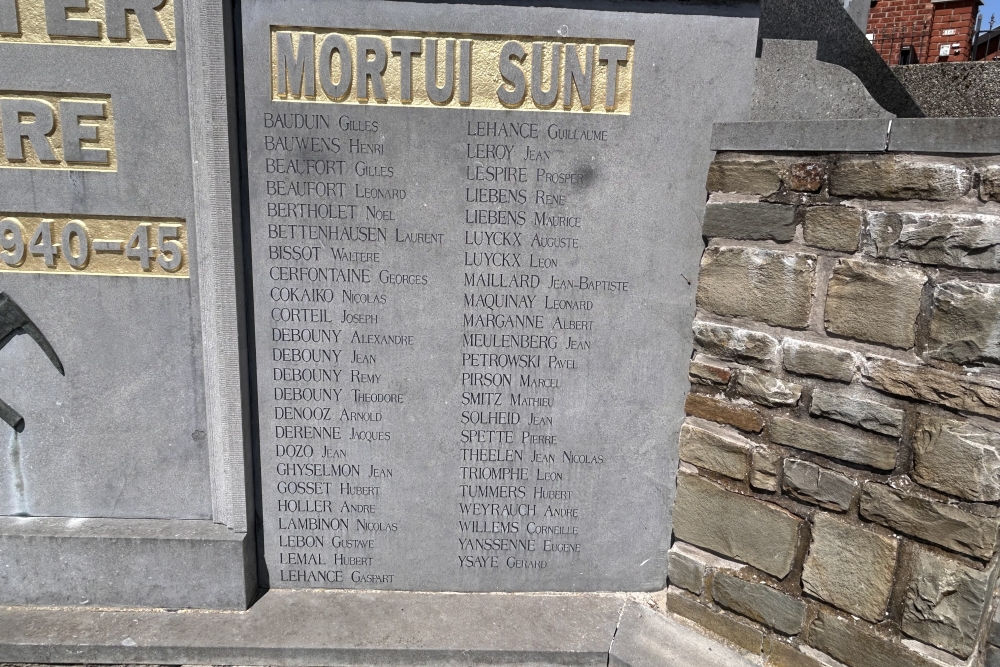 TER
RE
940-45
MORTUI SUNT
BAUDUIN GILLES
BAUWENS HENRI
BEAUFORT GILLES
BEAUFORT LEONARD
BERTHOLET NOEL
BETTENHAUSEN LAURENT
BISSOT WALTERE
CERFONTAINE GEORGES
COKAIKO NICOLAS
CORTEIL JOSEPH
DEBOUNY ALEXANDRE
DEBOUNY JEAN
DEBOUNY REMY
DEBOUNY THEODORE
DENOOZ ARNOLD
DERENNE JACQUES
DOZO JEAN
GHYSELMON JEAN
GOSSET HUBERT
HOLLER ANDRE
LAMBINON NICOLAS
LEBON GUSTAVE
LEMAL HUBERT
LEHANCE GASPART
LEHANCE GUILLAUME
LEROY JEAN
LESPIRE PROSPER
LIEBENS RENE
LIEBENS MAURICE
LUYCKX AUGUSTE
LUYCKX LEON
MAILLARD JEAN-BAPTISTE
MAQUINAY LEONARD
MARGANNE ALBERT
MEULENBERG JEAN
PETROWSKI PAVEL
PIRSON MARCEL
SMITZ MATHIEU
SOLHEID JEAN
SPETTE PIERRE
THEELEN JEAN NICOLAS
TRIOMPHE LEON
TUMMERS HUBERT
WEYRAUCH ANDRE
WILLEMS CORNEILLE
YANSSENNE EUGENE
YSAYE GERARD